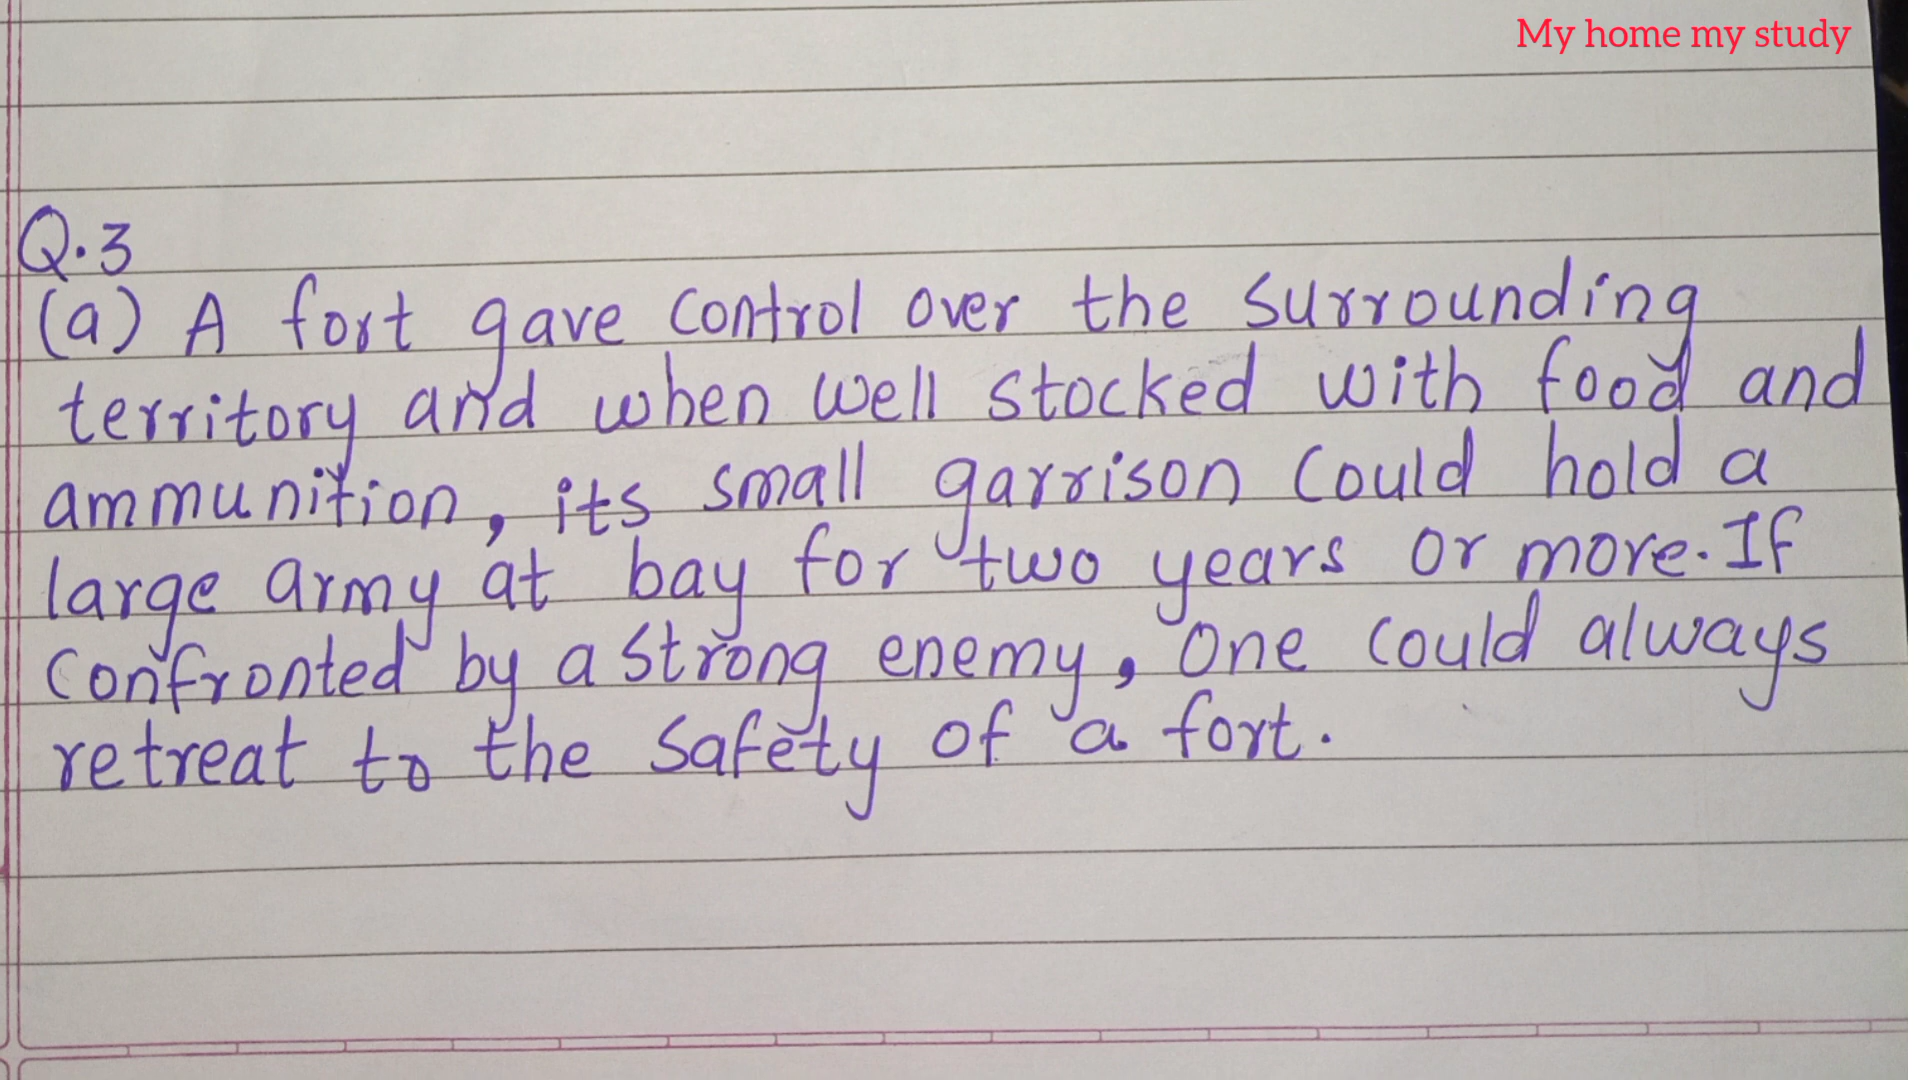 My home my study
Q.3
(a) A fort gave control over the surrounding
territory and when well stocked with food and
ammunition, its small garrison could hold a
large army at bay for two years or more. If
confronted by a strong enemy, one could always
retreat to the safety of a fort.